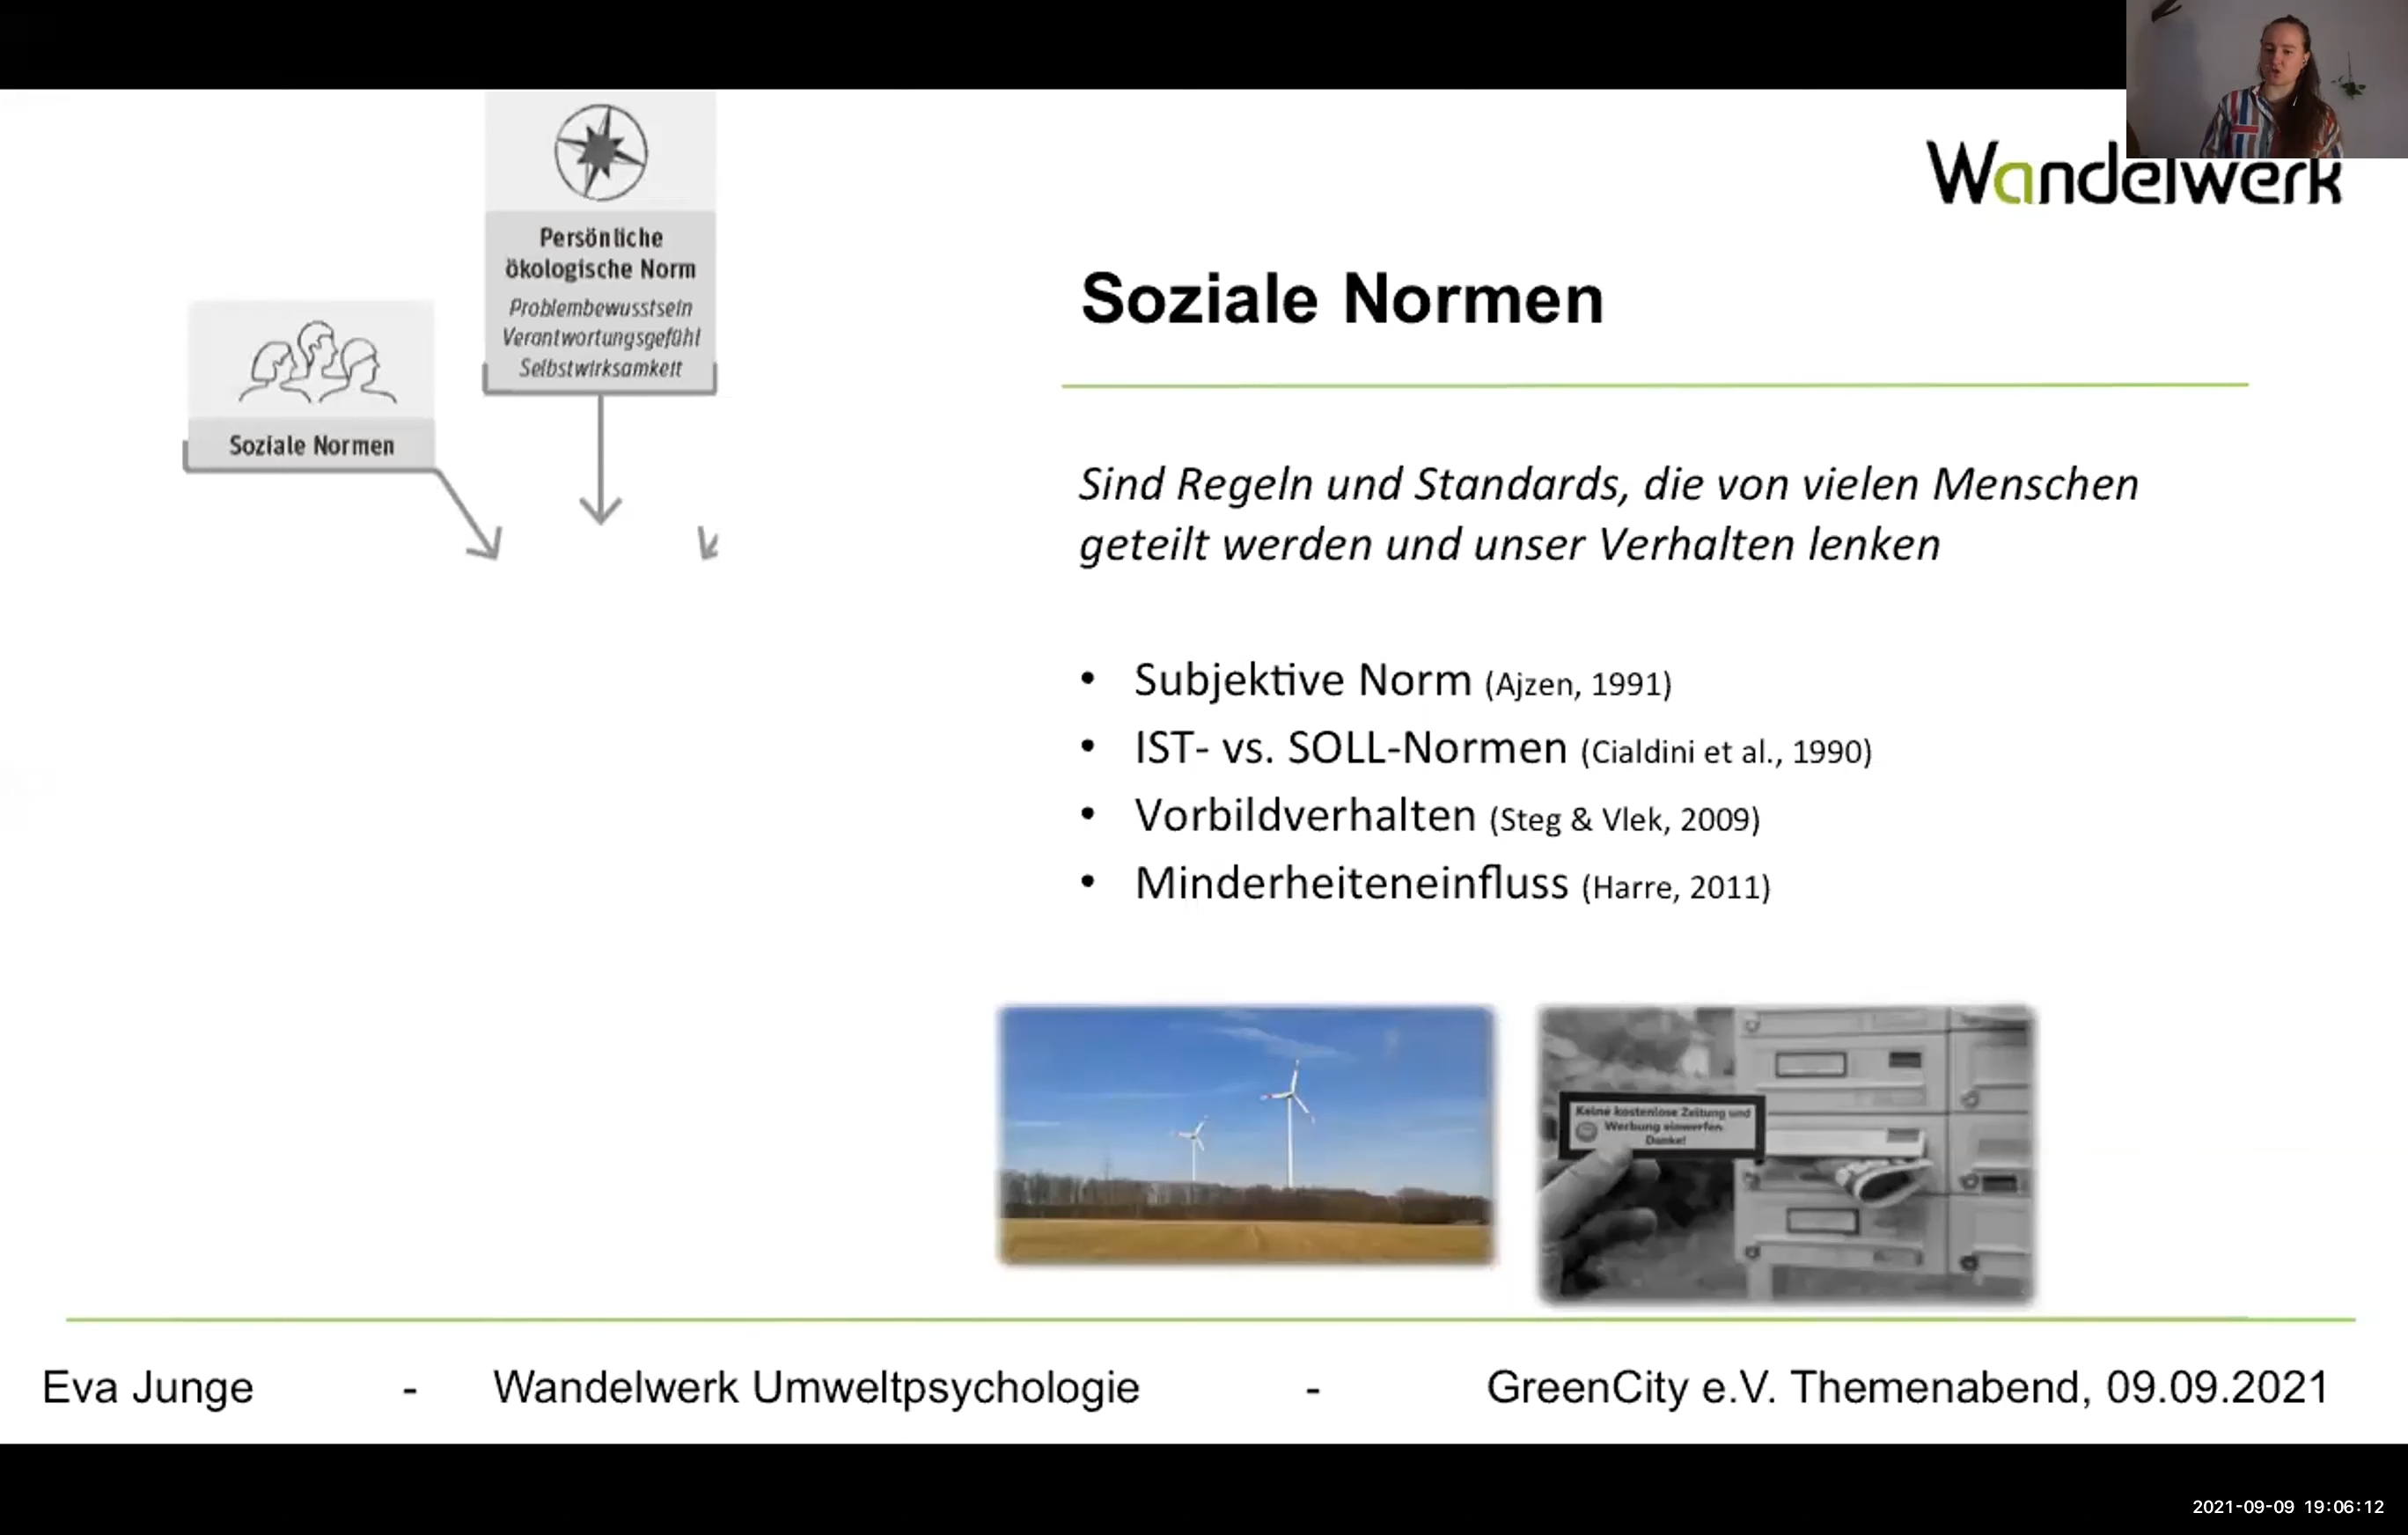 Wandelwerk
Persönliche
ökologische Norm
Problembewusstsein
Verantwortungsgefühl
Selbstwirksamkeit
Soziale Normen
Soziale Normen
Sind Regeln und Standards, die von vielen Menschen
geteilt werden und unser Verhalten lenken
• Subjektive Norm (Ajzen, 1991)
• IST- vs. SOLL-Normen (Cialdini et al., 1990)
• Vorbildverhalten (Steg & Vlek, 2009)
• Minderheiteneinfluss (Harre, 2011)
Keine kostenlose Zeitung und
Werbung einwerfen.
Danke!
Eva Junge - Wandelwerk Umweltpsychologie - GreenCity e.V. Themenabend, 09.09.2021
2021-09-09 19:06:12